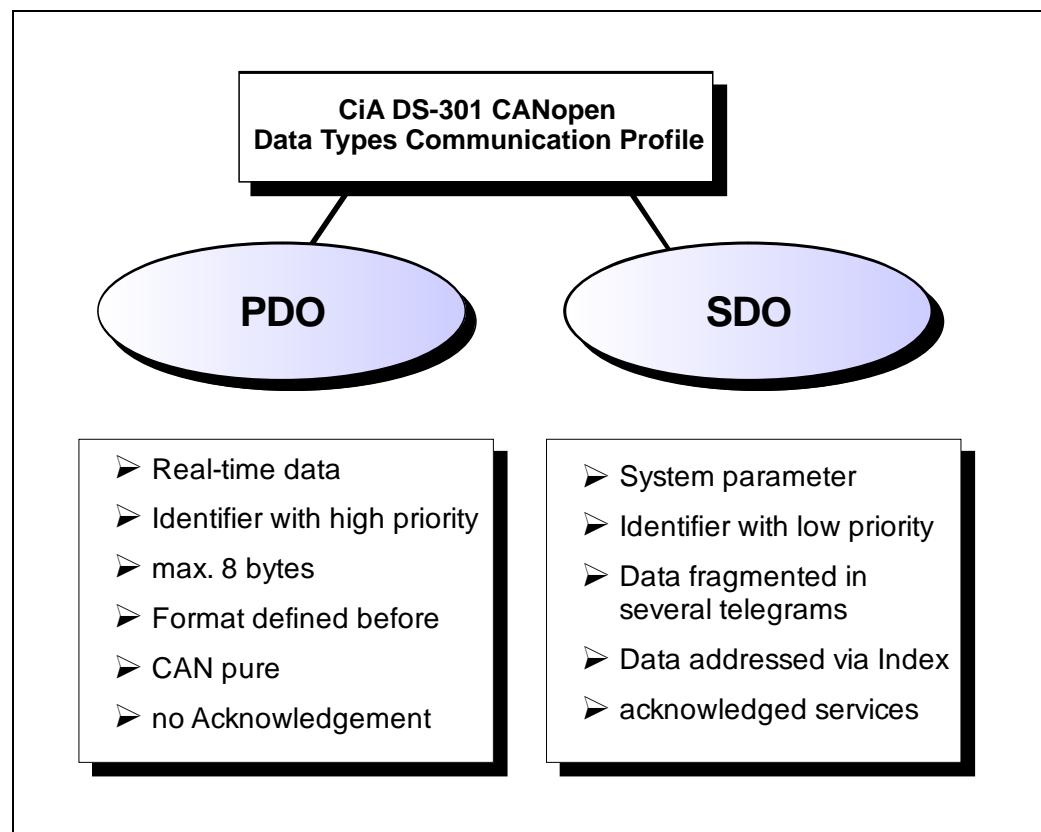 CiA DS-301 CANopen
Data Types Communication Profile
PDO
SDO
Real-time data
Identifier with high priority
max. 8 bytes
Format defined before
CAN pure
no Acknowledgement
System parameter
Identifier with low priority
Data fragmented in
several telegrams
Data addressed via Index
acknowledged services